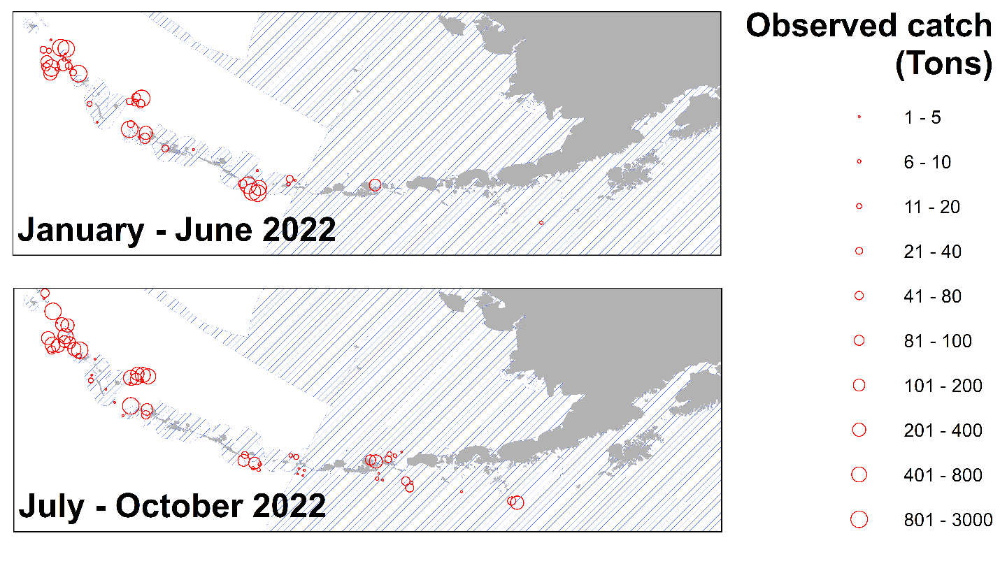 Observed catch
(Tons)
1 - 5
6 - 10
11 - 20
21 - 40
41 - 80
81 - 100
101 - 200
201 - 400
401 - 800
801 - 3000
January - June 2022
July - October 2022